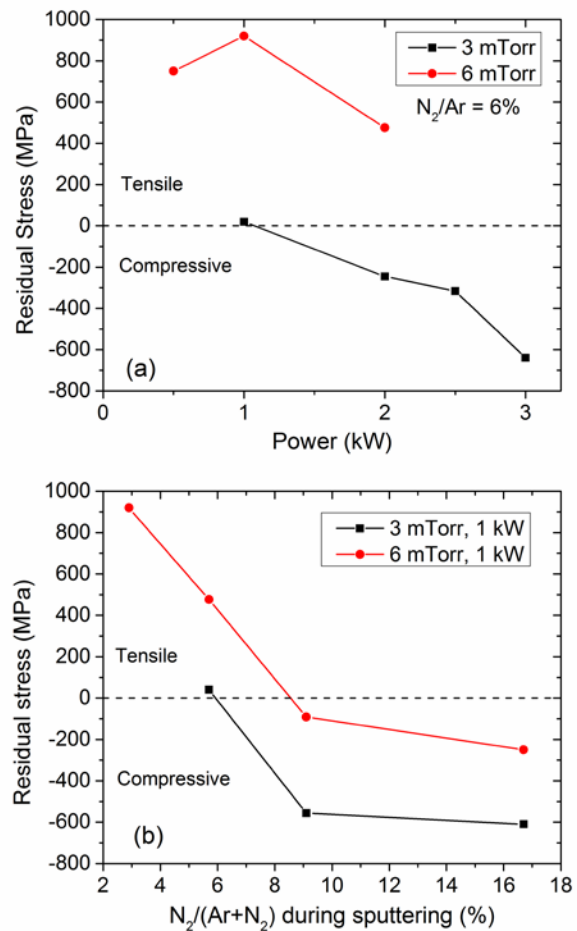 1000
800
600
400
200
0
-200
-400
-600
-800
Residual Stress (MPa)
3 mTorr
6 mTorr
N₂/Ar = 6%
Tensile
Compressive
(a)
0 1 2 3
Power (kW)
1000
800
600
400
200
0
-200
-400
-600
-800
Residual stress (MPa)
3 mTorr, 1 kW
6 mTorr, 1 kW
Tensile
Compressive
(b)
2 4 6 8 10 12 14 16 18
N₂/(Ar+N₂) during sputtering (%)